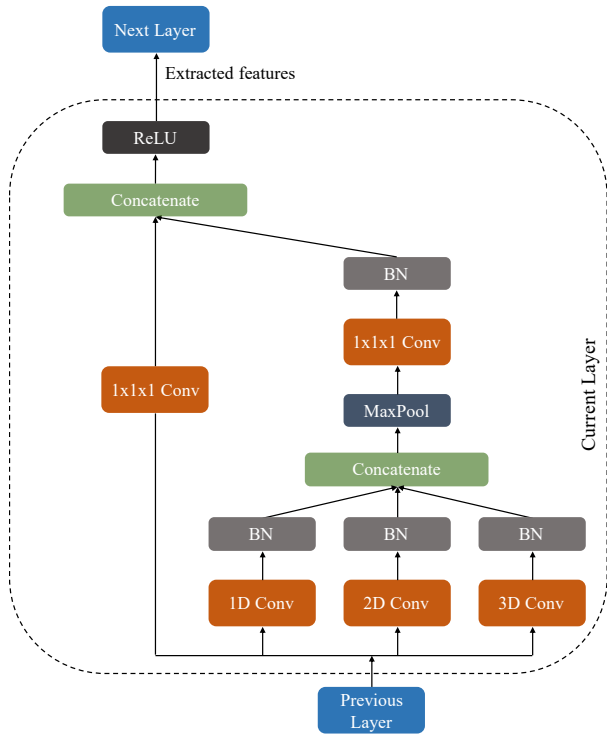 Next Layer
Extracted features
ReLU
Concatenate
BN
1x1x1 Conv
1x1x1 Conv
MaxPool
Concatenate
BN
BN
BN
1D Conv
2D Conv
3D Conv
Previous
Layer
Current Layer